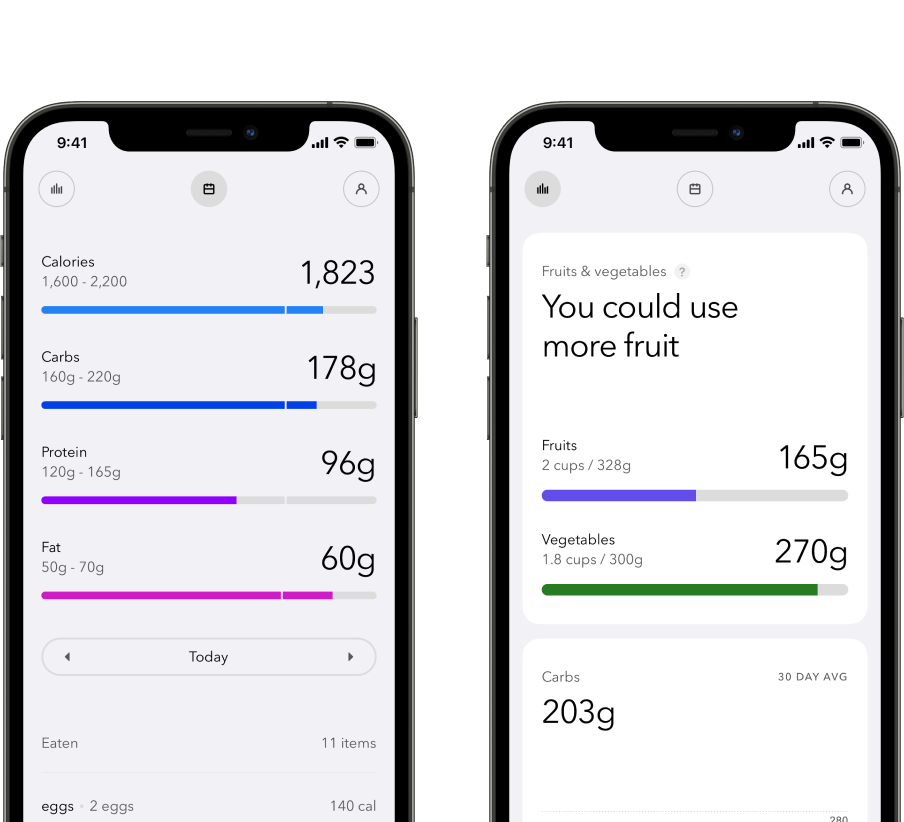 9:41
Calories
1,600 - 2,200
1,823
Carbs
160g - 220g
178g
Protein
120g - 165g
96g
Fat
50g - 70g
60g
Today
Eaten
11 items
eggs · 2 eggs
140 cal
9:41
Fruits & vegetables ?
You could use
more fruit
Fruits
2 cups / 328g
165g
Vegetables
1.8 cups / 300g
270g
Carbs
30 DAY AVG
203g
280